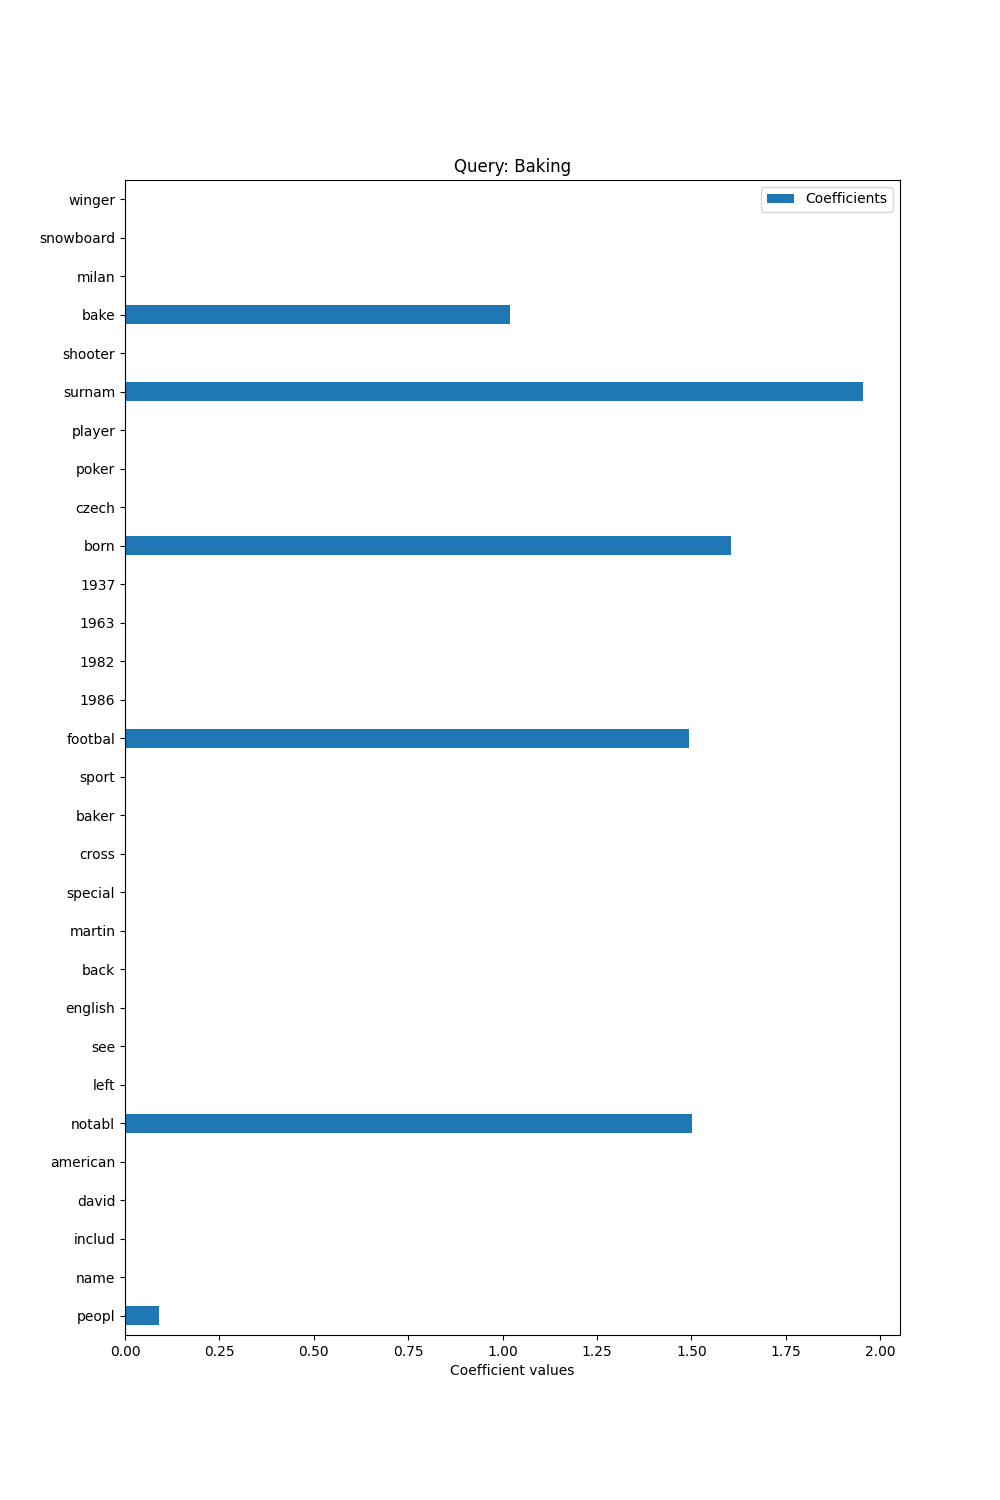 Query: Baking
Coefficients
winger
snowboard
milan
bake
shooter
surnam
player
poker
czech
born
1937
1963
1982
1986
footbal
sport
baker
cross
special
martin
back
english
see
left
notabl
american
david
includ
name
peopl
0.00 0.25 0.50 0.75 1.00 1.25 1.50 1.75 2.00
Coefficient values